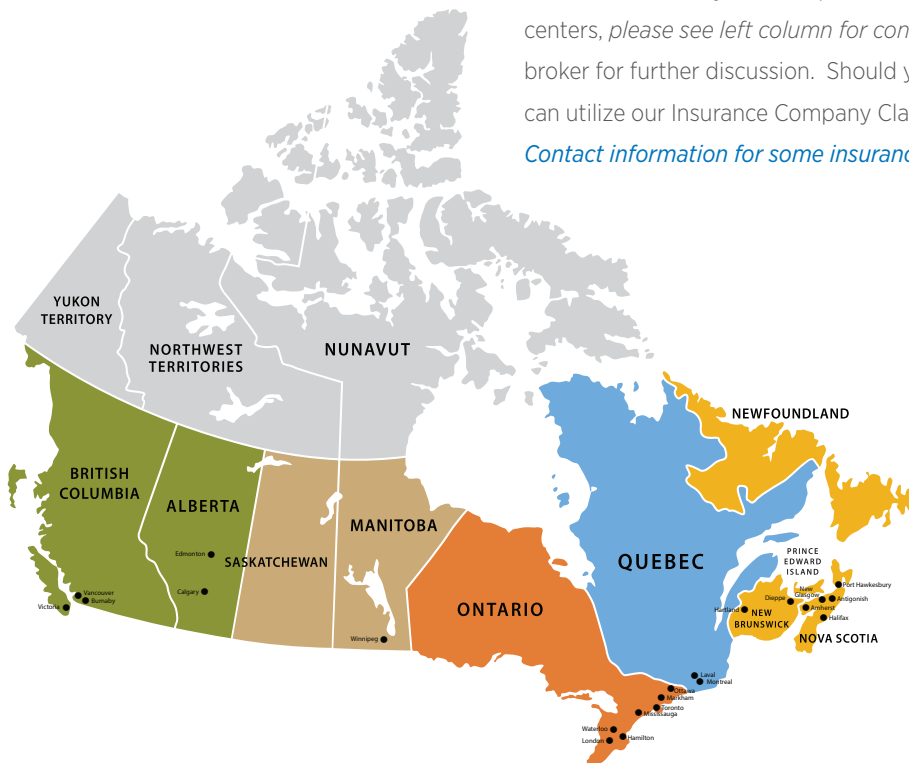 centers, please see left column for con
broker for further discussion. Should y
can utilize our Insurance Company Cla
Contact information for some insuranc
YUKON
TERRITORY
NORTHWEST
TERRITORIES
NUNAVUT
NEWFOUNDLAND
BRITISH
COLUMBIA
ALBERTA
MANITOBA
SASKATCHEWAN
QUEBEC
ONTARIO
PRINCE
EDWARD
ISLAND
NEW
BRUNSWICK
NOVA SCOTIA
Edmonton
Calgary
Vancouver
Burnaby
Victoria
Winnipeg
Laval
Montreal
Ottawa
Markham
Toronto
Mississauga
Waterloo
Hamilton
London
Hartland
Dieppe
New
Glasgow
Port Hawkesbury
Antigonish
Amherst
Halifax